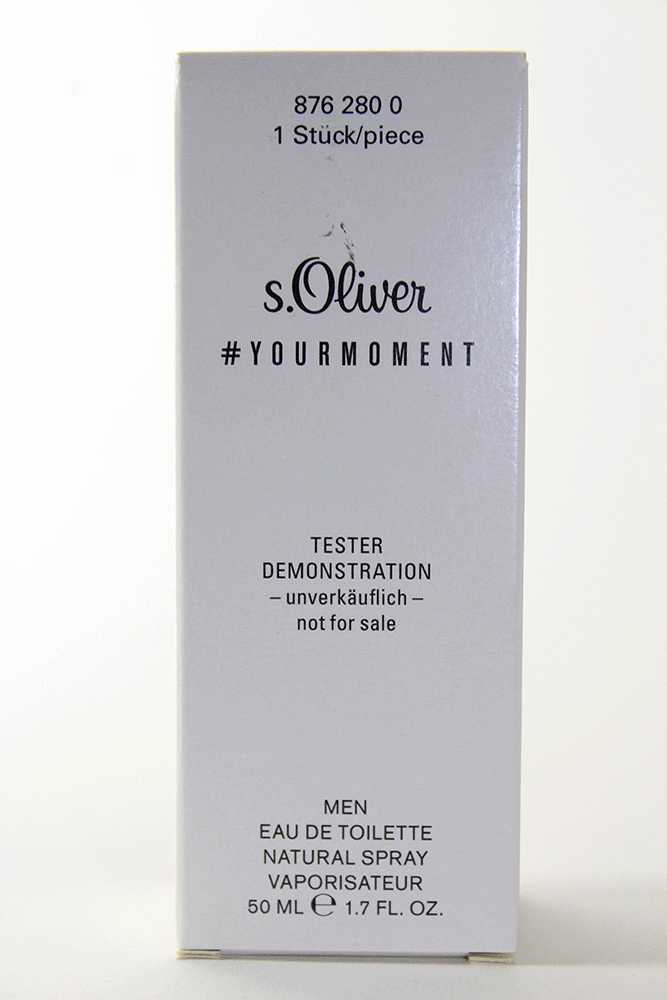 876 280 0
1 Stück/piece
s.Oliver
#YOURMOMENT
TESTER
DEMONSTRATION
– unverkäuflich –
not for sale
MEN
EAU DE TOILETTE
NATURAL SPRAY
VAPORISATEUR
50 ML ℮ 1.7 FL. OZ.